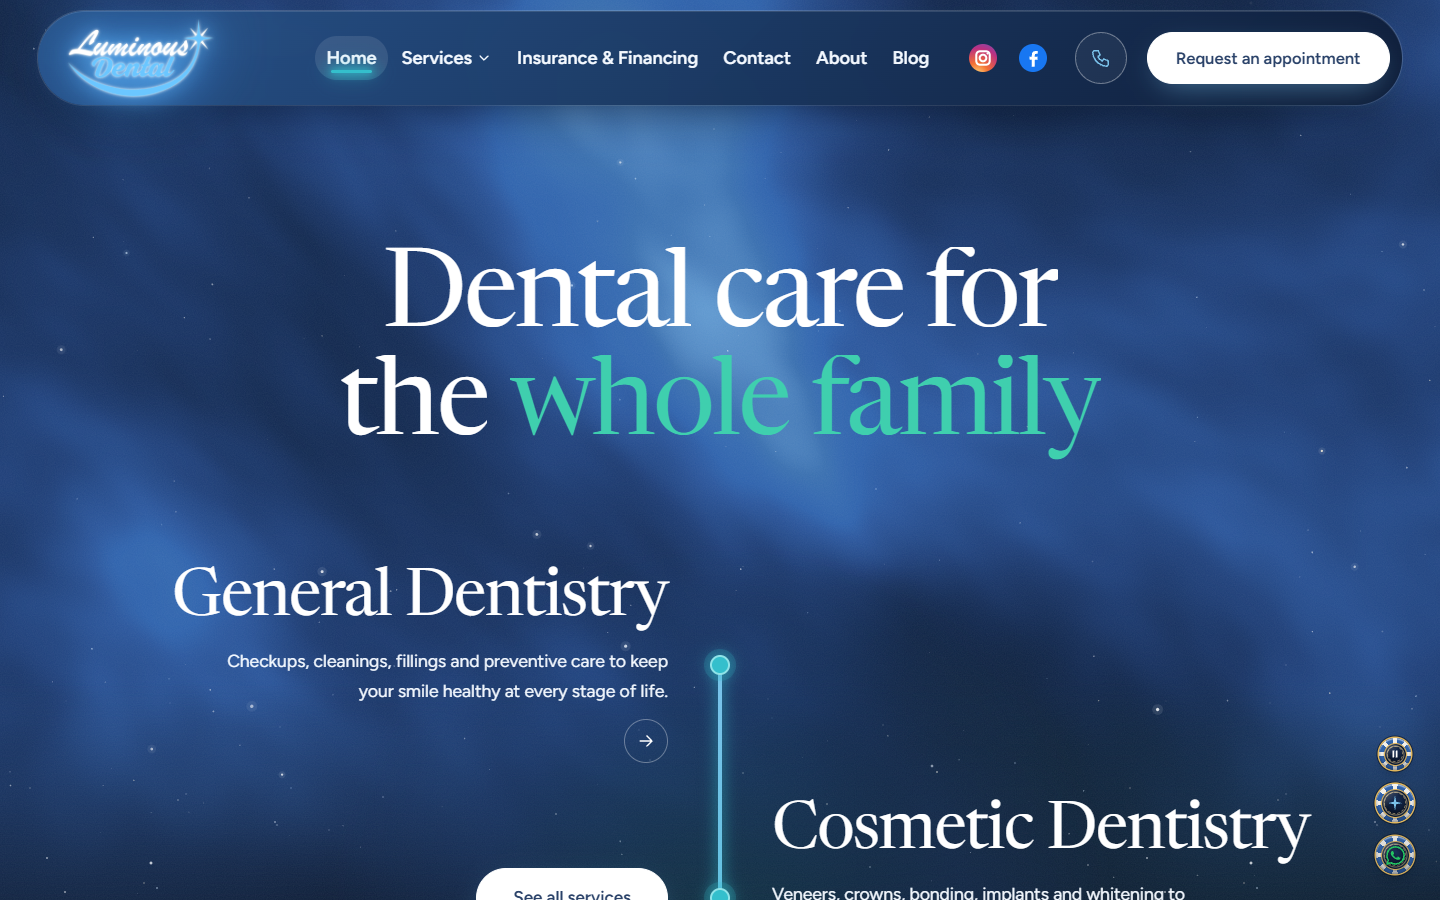 Luminous
Dental
Home
Services
Insurance & Financing
Contact
About
Blog
Request an appointment
Dental care for
the whole family
General Dentistry
Checkups, cleanings, fillings and preventive care to keep
your smile healthy at every stage of life.
Cosmetic Dentistry
See all services
Veneers, crowns, bonding, implants and whitening to